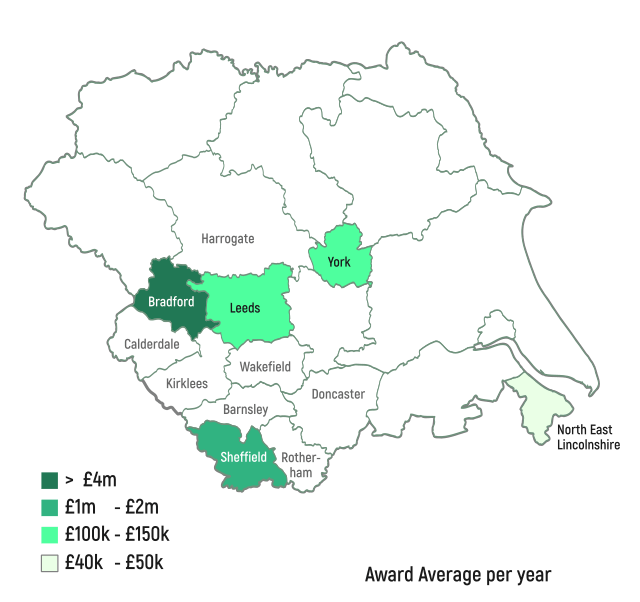 Harrogate
York
Bradford
Leeds
Calderdale
Wakefield
Kirklees
Doncaster
Barnsley
North East
Lincolnshire
Sheffield
Rother-
ham
> £4m
£1m - £2m
£100k - £150k
£40k - £50k
Award Average per year